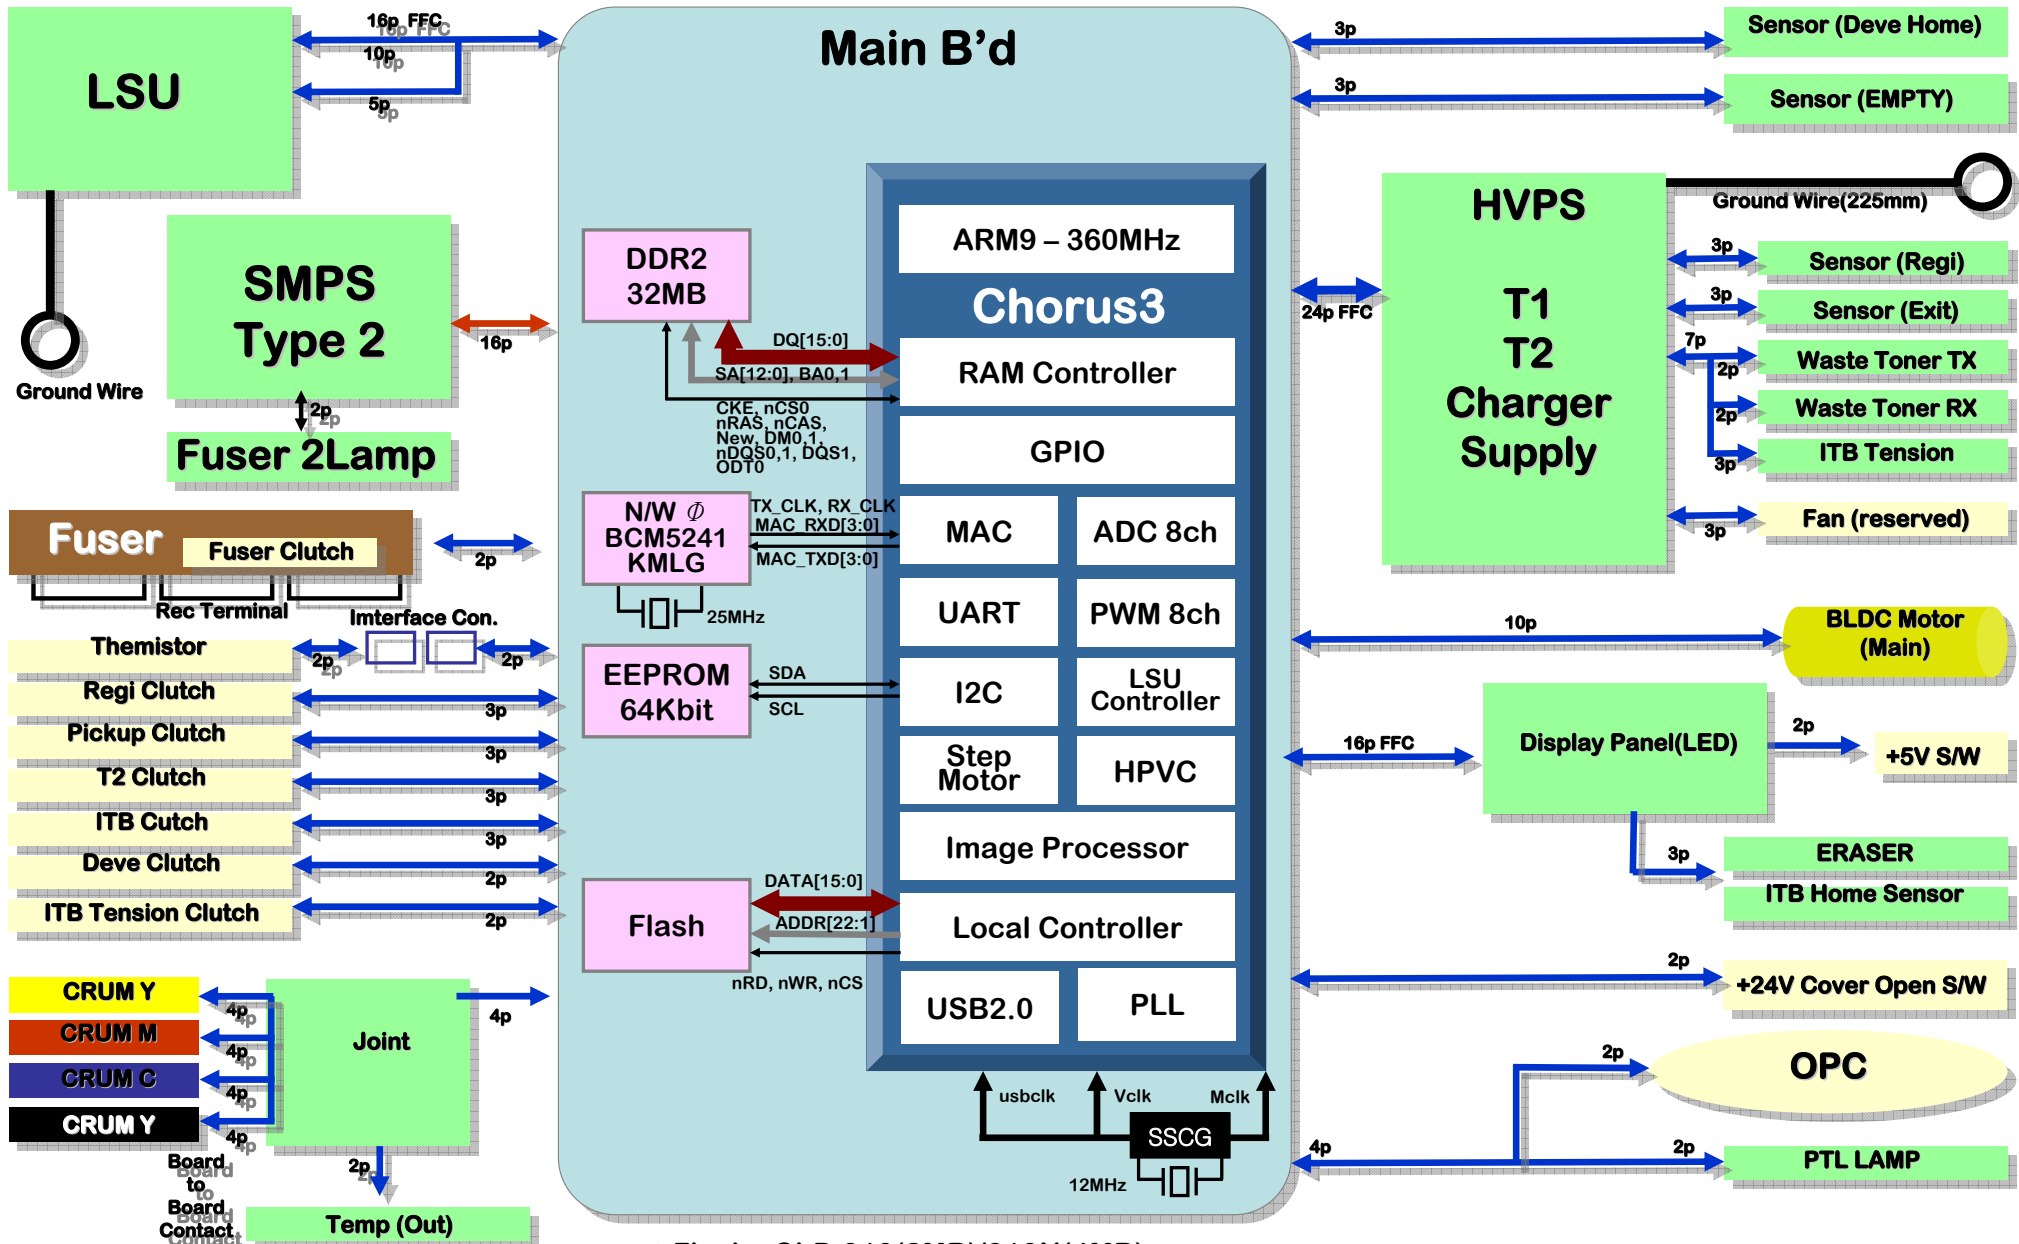 16p FFC
10p
5p
LSU
Ground Wire
SMPS
Type 2
16p
2p
Fuser 2Lamp
Fuser
Fuser Clutch
2p
Rec Terminal
Imterface Con.
Themistor
2p
2p
Regi Clutch
3p
Pickup Clutch
3p
T2 Clutch
3p
ITB Cutch
3p
Deve Clutch
2p
ITB Tension Clutch
2p
CRUM Y
4p
CRUM M
4p
CRUM C
4p
CRUM Y
4p
Joint
4p
Board
to
Board
Contact
2p
Temp (Out)
Main B’d
DDR2
32MB
DQ[15:0]
SA[12:0], BA0,1
CKE, nCS0
nRAS, nCAS,
New, DM0,1,
nDQS0,1, DQS1,
ODT0
N/W Φ
BCM5241
KMLG
TX_CLK, RX_CLK
MAC_RXD[3:0]
MAC_TXD[3:0]
25MHz
EEPROM
64Kbit
SDA
SCL
Flash
DATA[15:0]
ADDR[22:1]
nRD, nWR, nCS
ARM9 – 360MHz
Chorus3
RAM Controller
GPIO
MAC
ADC 8ch
UART
PWM 8ch
I2C
LSU
Controller
Step
Motor
HPVC
Image Processor
Local Controller
USB2.0
PLL
usbclk
Vclk
Mclk
SSCG
12MHz
3p
Sensor (Deve Home)
3p
Sensor (EMPTY)
24p FFC
HVPS
T1
T2
Charger
Supply
Ground Wire(225mm)
3p
Sensor (Regi)
3p
Sensor (Exit)
7p
2p
Waste Toner TX
2p
Waste Toner RX
3p
ITB Tension
3p
Fan (reserved)
10p
BLDC Motor
(Main)
16p FFC
Display Panel(LED)
2p
+5V S/W
3p
ERASER
ITB Home Sensor
2p
+24V Cover Open S/W
2p
OPC
4p
2p
PTL LAMP